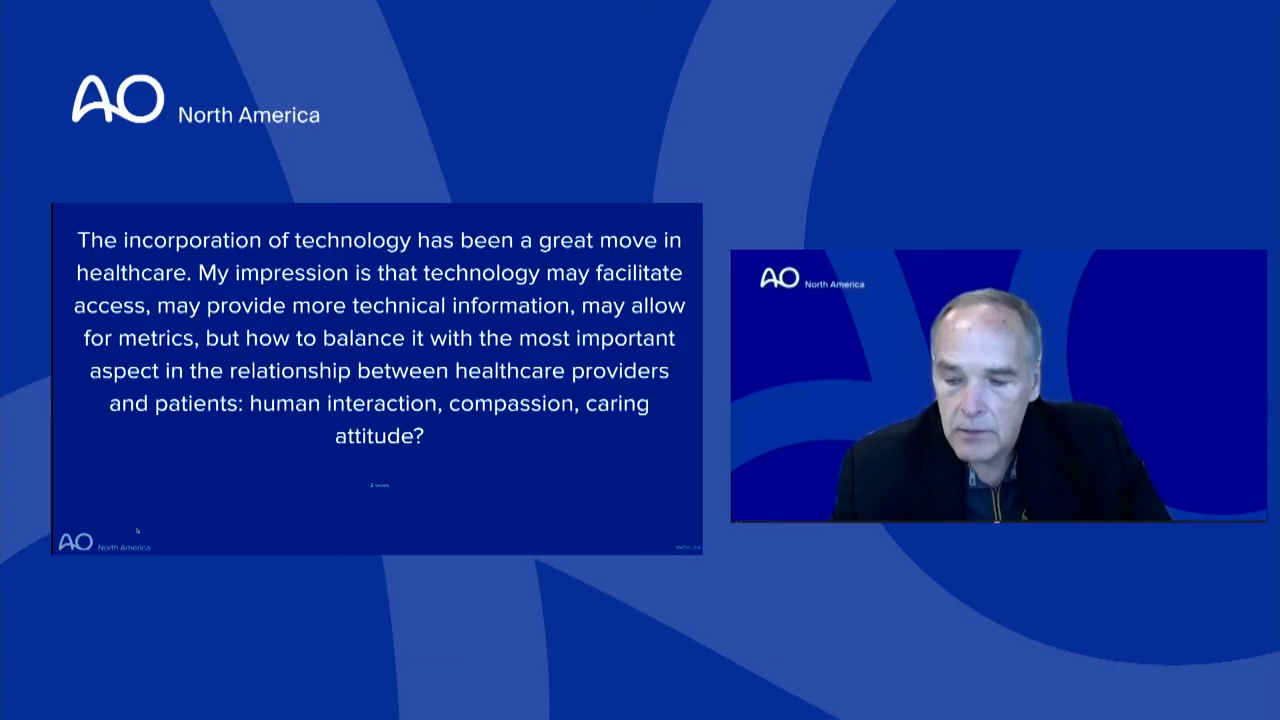 AO North America
The incorporation of technology has been a great move in
healthcare. My impression is that technology may facilitate
access, may provide more technical information, may allow
for metrics, but how to balance it with the most important
aspect in the relationship between healthcare providers
and patients: human interaction, compassion, caring
attitude?
AO North America
AO North America